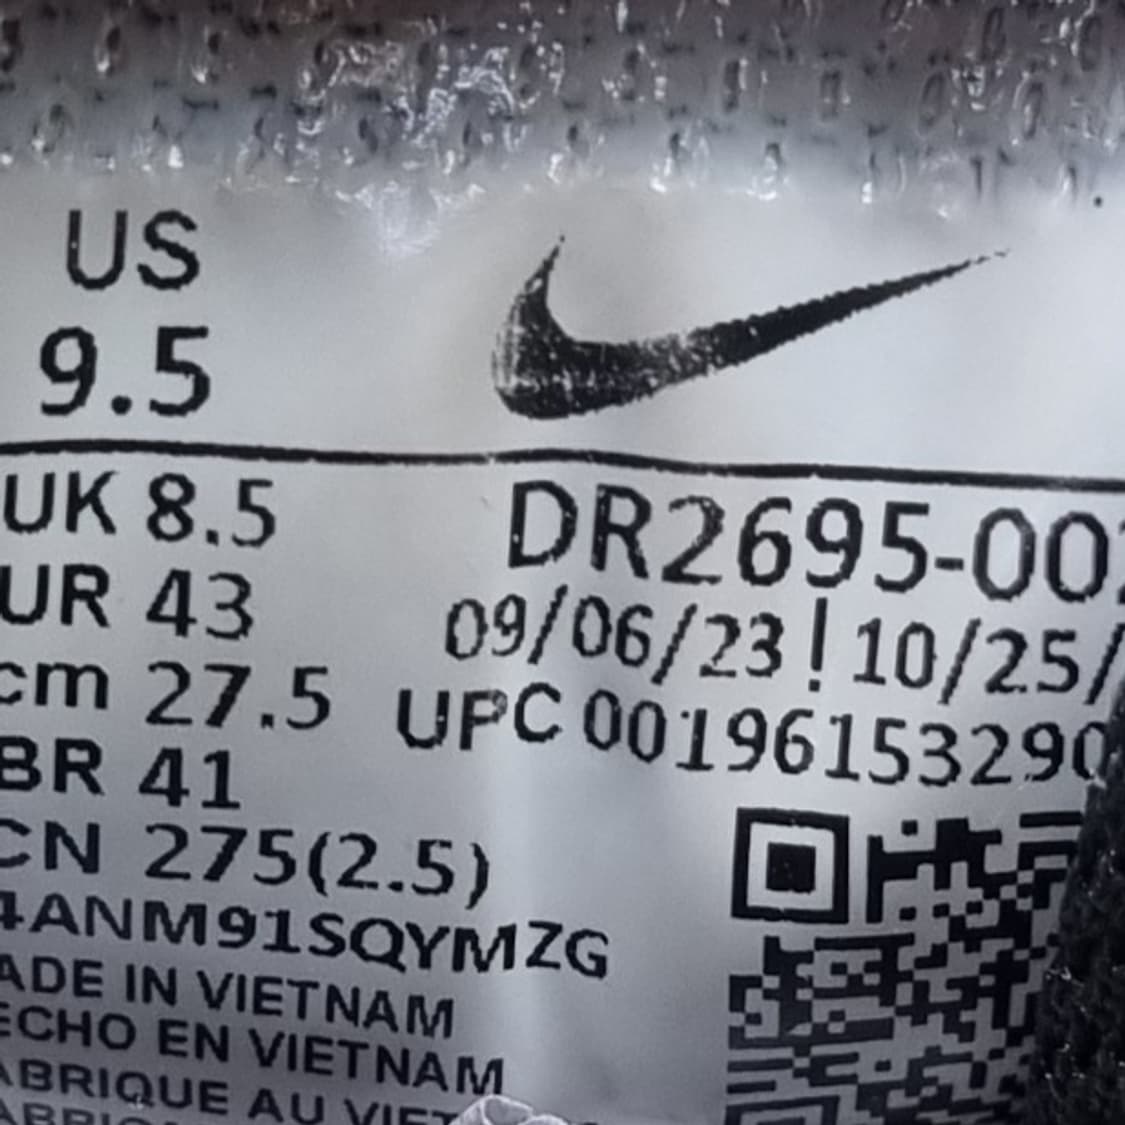 US
9.5
UK 8.5
UR 43
cm 27.5
BR 41
CN 275(2.5)
4ANM91SQYMZG
ADE IN VIETNAM
ECHO EN VIETNAM
ABRIQUE AU VIET
DR2695-002
09/06/23!10/25/
UPC 00196153290